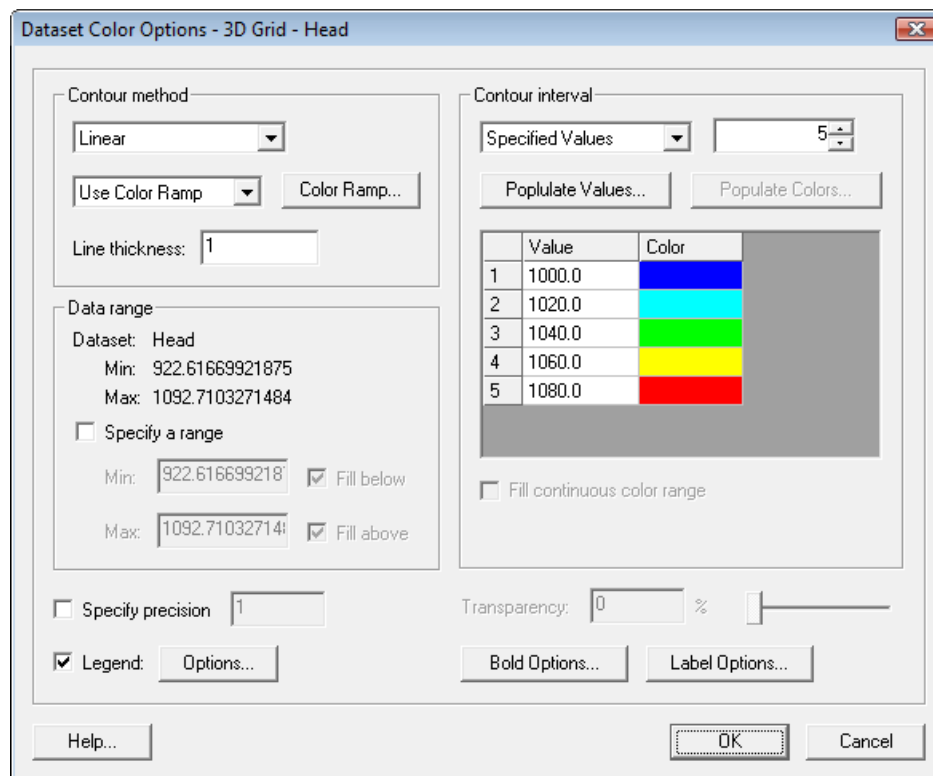 Dataset Color Options - 3D Grid - Head
Contour method
Linear
Use Color Ramp
Color Ramp...
Line thickness: 1
Data range
Dataset: Head
Min: 922.61669921875
Max: 1092.7103271484
Specify a range
Min: 922.61669921875 Fill below
Max: 1092.7103271484 Fill above
Contour interval
Specified Values 5
Poplulate Values... Populate Colors...
Value Color
1 1000.0
2 1020.0
3 1040.0
4 1060.0
5 1080.0
Fill continuous color range
Specify precision 1
Transparency: 0 %
Legend: Options...
Bold Options... Label Options...
Help... OK Cancel